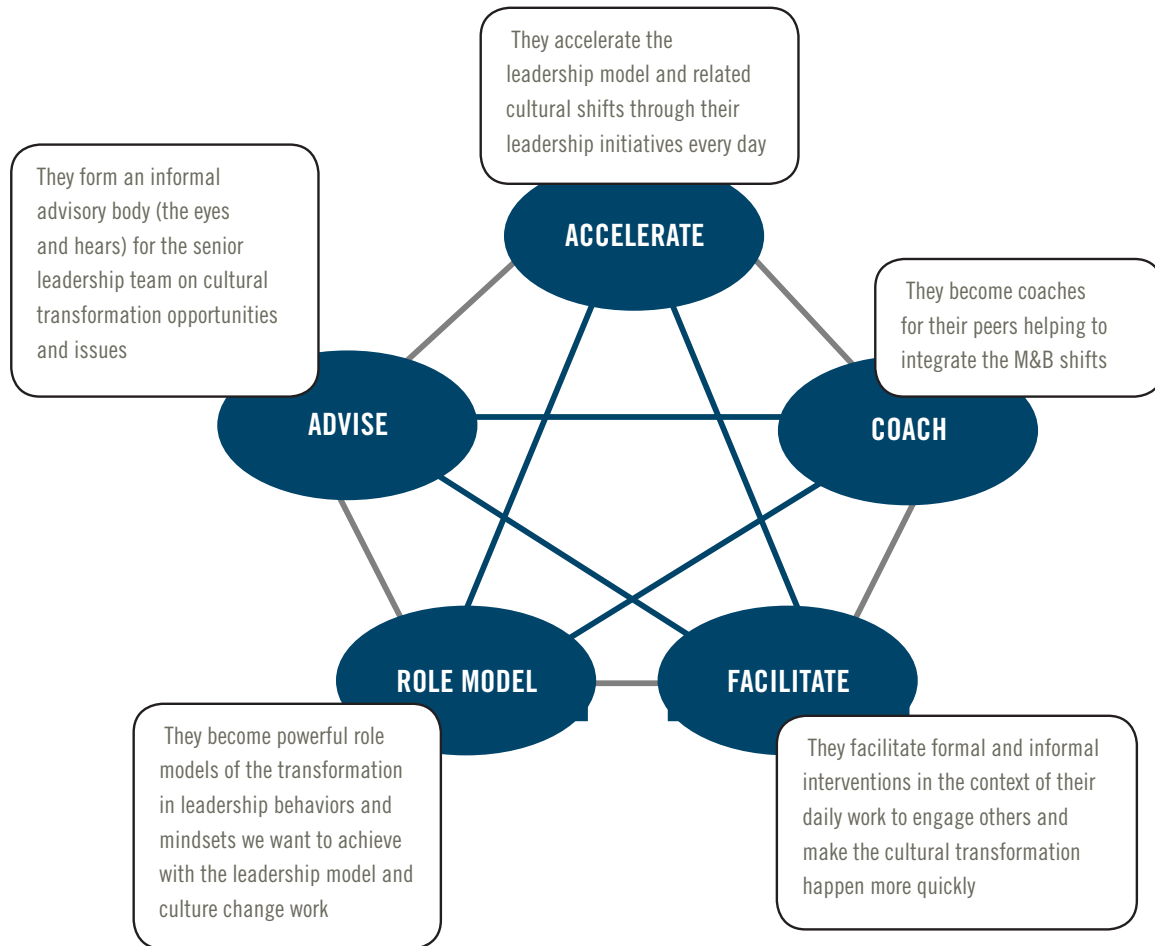 They accelerate the
leadership model and related
cultural shifts through their
leadership initiatives every day
ACCELERATE
They form an informal
advisory body (the eyes
and hears) for the senior
leadership team on cultural
transformation opportunities
and issues
ADVISE
They become coaches
for their peers helping to
integrate the M&B shifts
COACH
ROLE MODEL
They become powerful role
models of the transformation
in leadership behaviors and
mindsets we want to achieve
with the leadership model and
culture change work
FACILITATE
They facilitate formal and informal
interventions in the context of their
daily work to engage others and
make the cultural transformation
happen more quickly